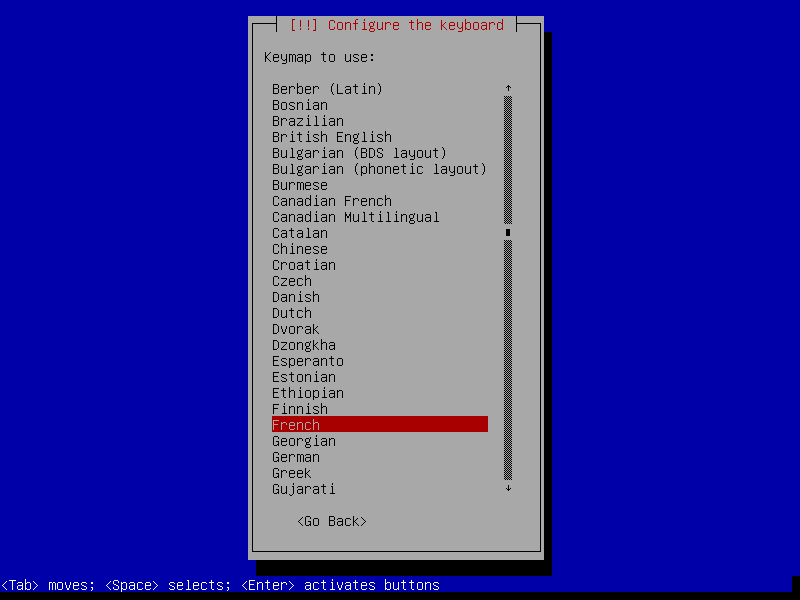 [!!] Configure the keyboard
Keymap to use:
Berber (Latin)
Bosnian
Brazilian
British English
Bulgarian (BDS layout)
Bulgarian (phonetic layout)
Burmese
Canadian French
Canadian Multilingual
Catalan
Chinese
Croatian
Czech
Danish
Dutch
Dvorak
Dzongkha
Esperanto
Estonian
Ethiopian
Finnish
French
Georgian
German
Greek
Gujarati
<Go Back>
<Tab> moves; <Space> selects; <Enter> activates buttons